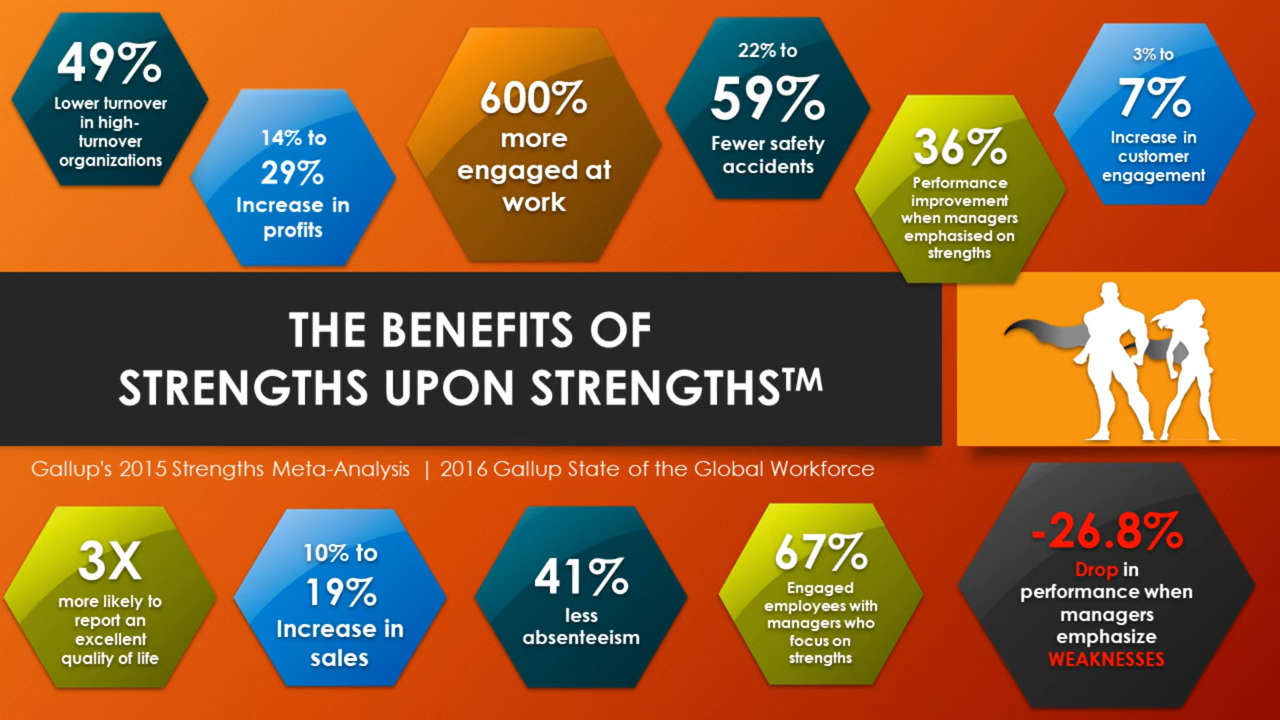 49%
Lower turnover
in high-
turnover
organizations
14% to
29%
Increase in
profits
600%
more
engaged at
work
22% to
59%
Fewer safety
accidents
36%
Performance
improvement
when managers
emphasised on
strengths
3% to
7%
Increase in
customer
engagement
THE BENEFITS OF
STRENGTHS UPON STRENGTHS™
Gallup's 2015 Strengths Meta-Analysis | 2016 Gallup State of the Global Workforce
3X
more likely to
report an
excellent
quality of life
10% to
19%
Increase in
sales
41%
less
absenteeism
67%
Engaged
employees with
managers who
focus on
strengths
-26.8%
Drop in
performance when
managers
emphasize
WEAKNESSES